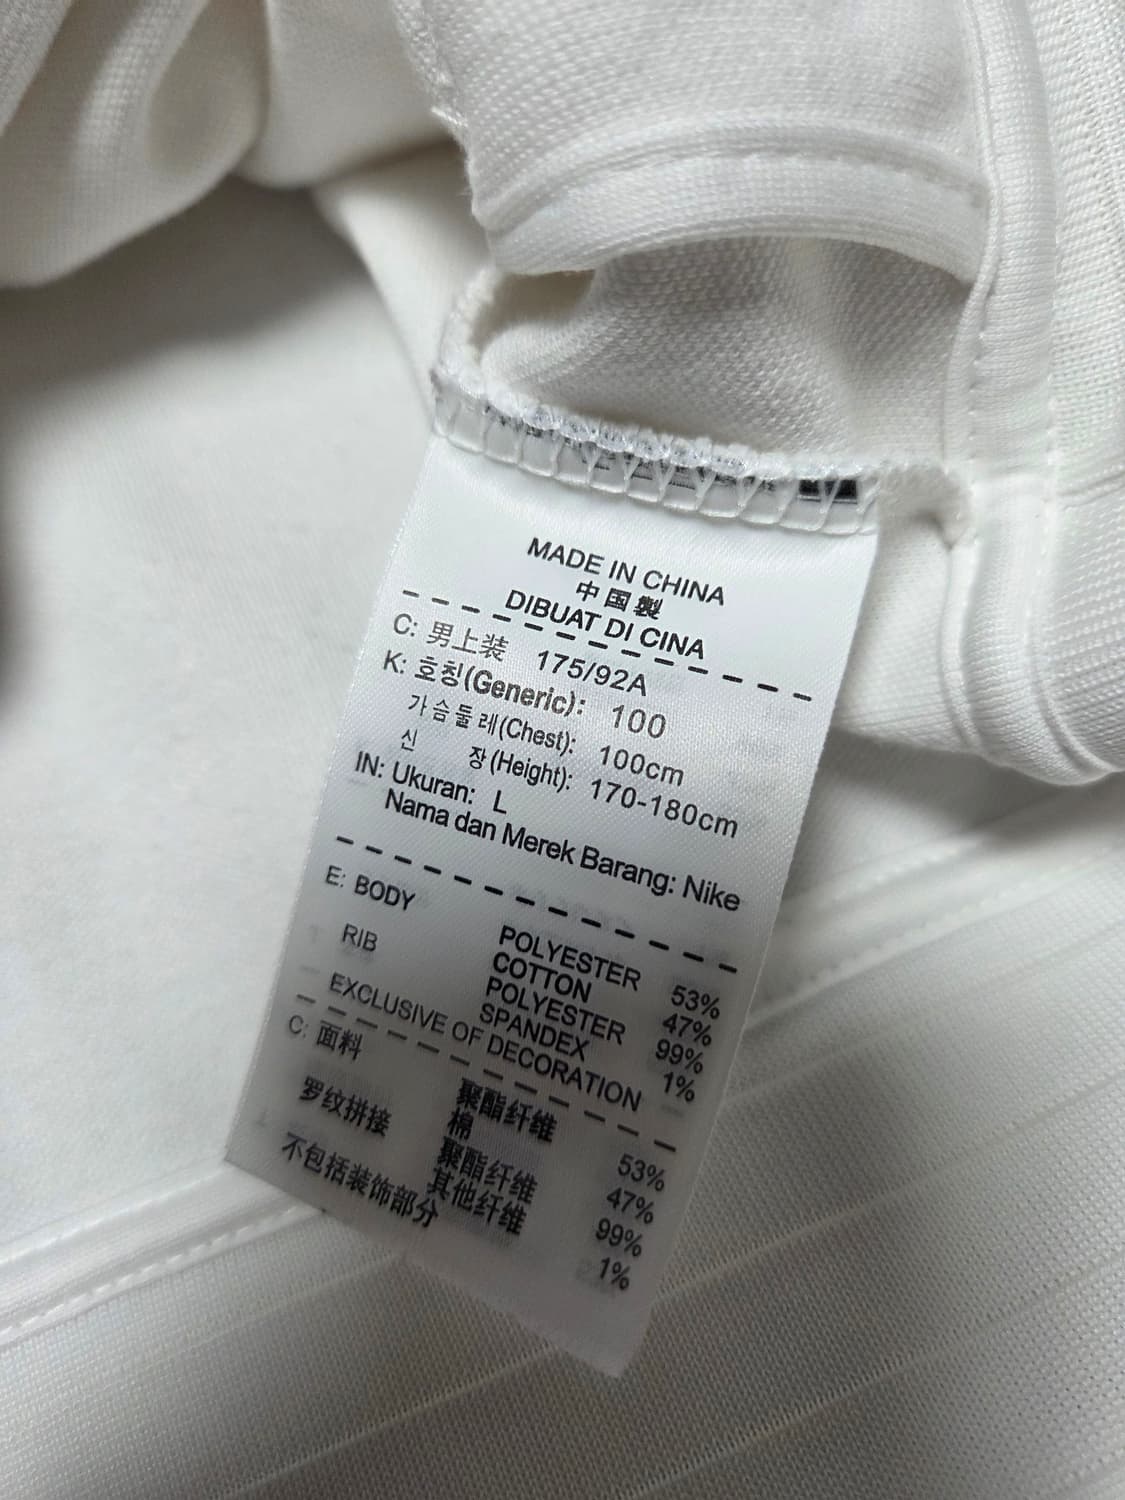 MADE IN CHINA
中国製
DIBUAT DI CINA
C: 男上装 175/92A
K: 호칭(Generic): 100
가슴둘레(Chest): 100cm
신 장(Height): 170-180cm
IN: Ukuran: L
Nama dan Merek Barang: Nike
E: BODY POLYESTER 53%
COTTON 47%
RIB POLYESTER 99%
SPANDEX 1%
EXCLUSIVE OF DECORATION
C: 面料 聚酯纤维 53%
棉 47%
罗纹拼接 聚酯纤维 99%
其他纤维 1%
不包括装饰部分